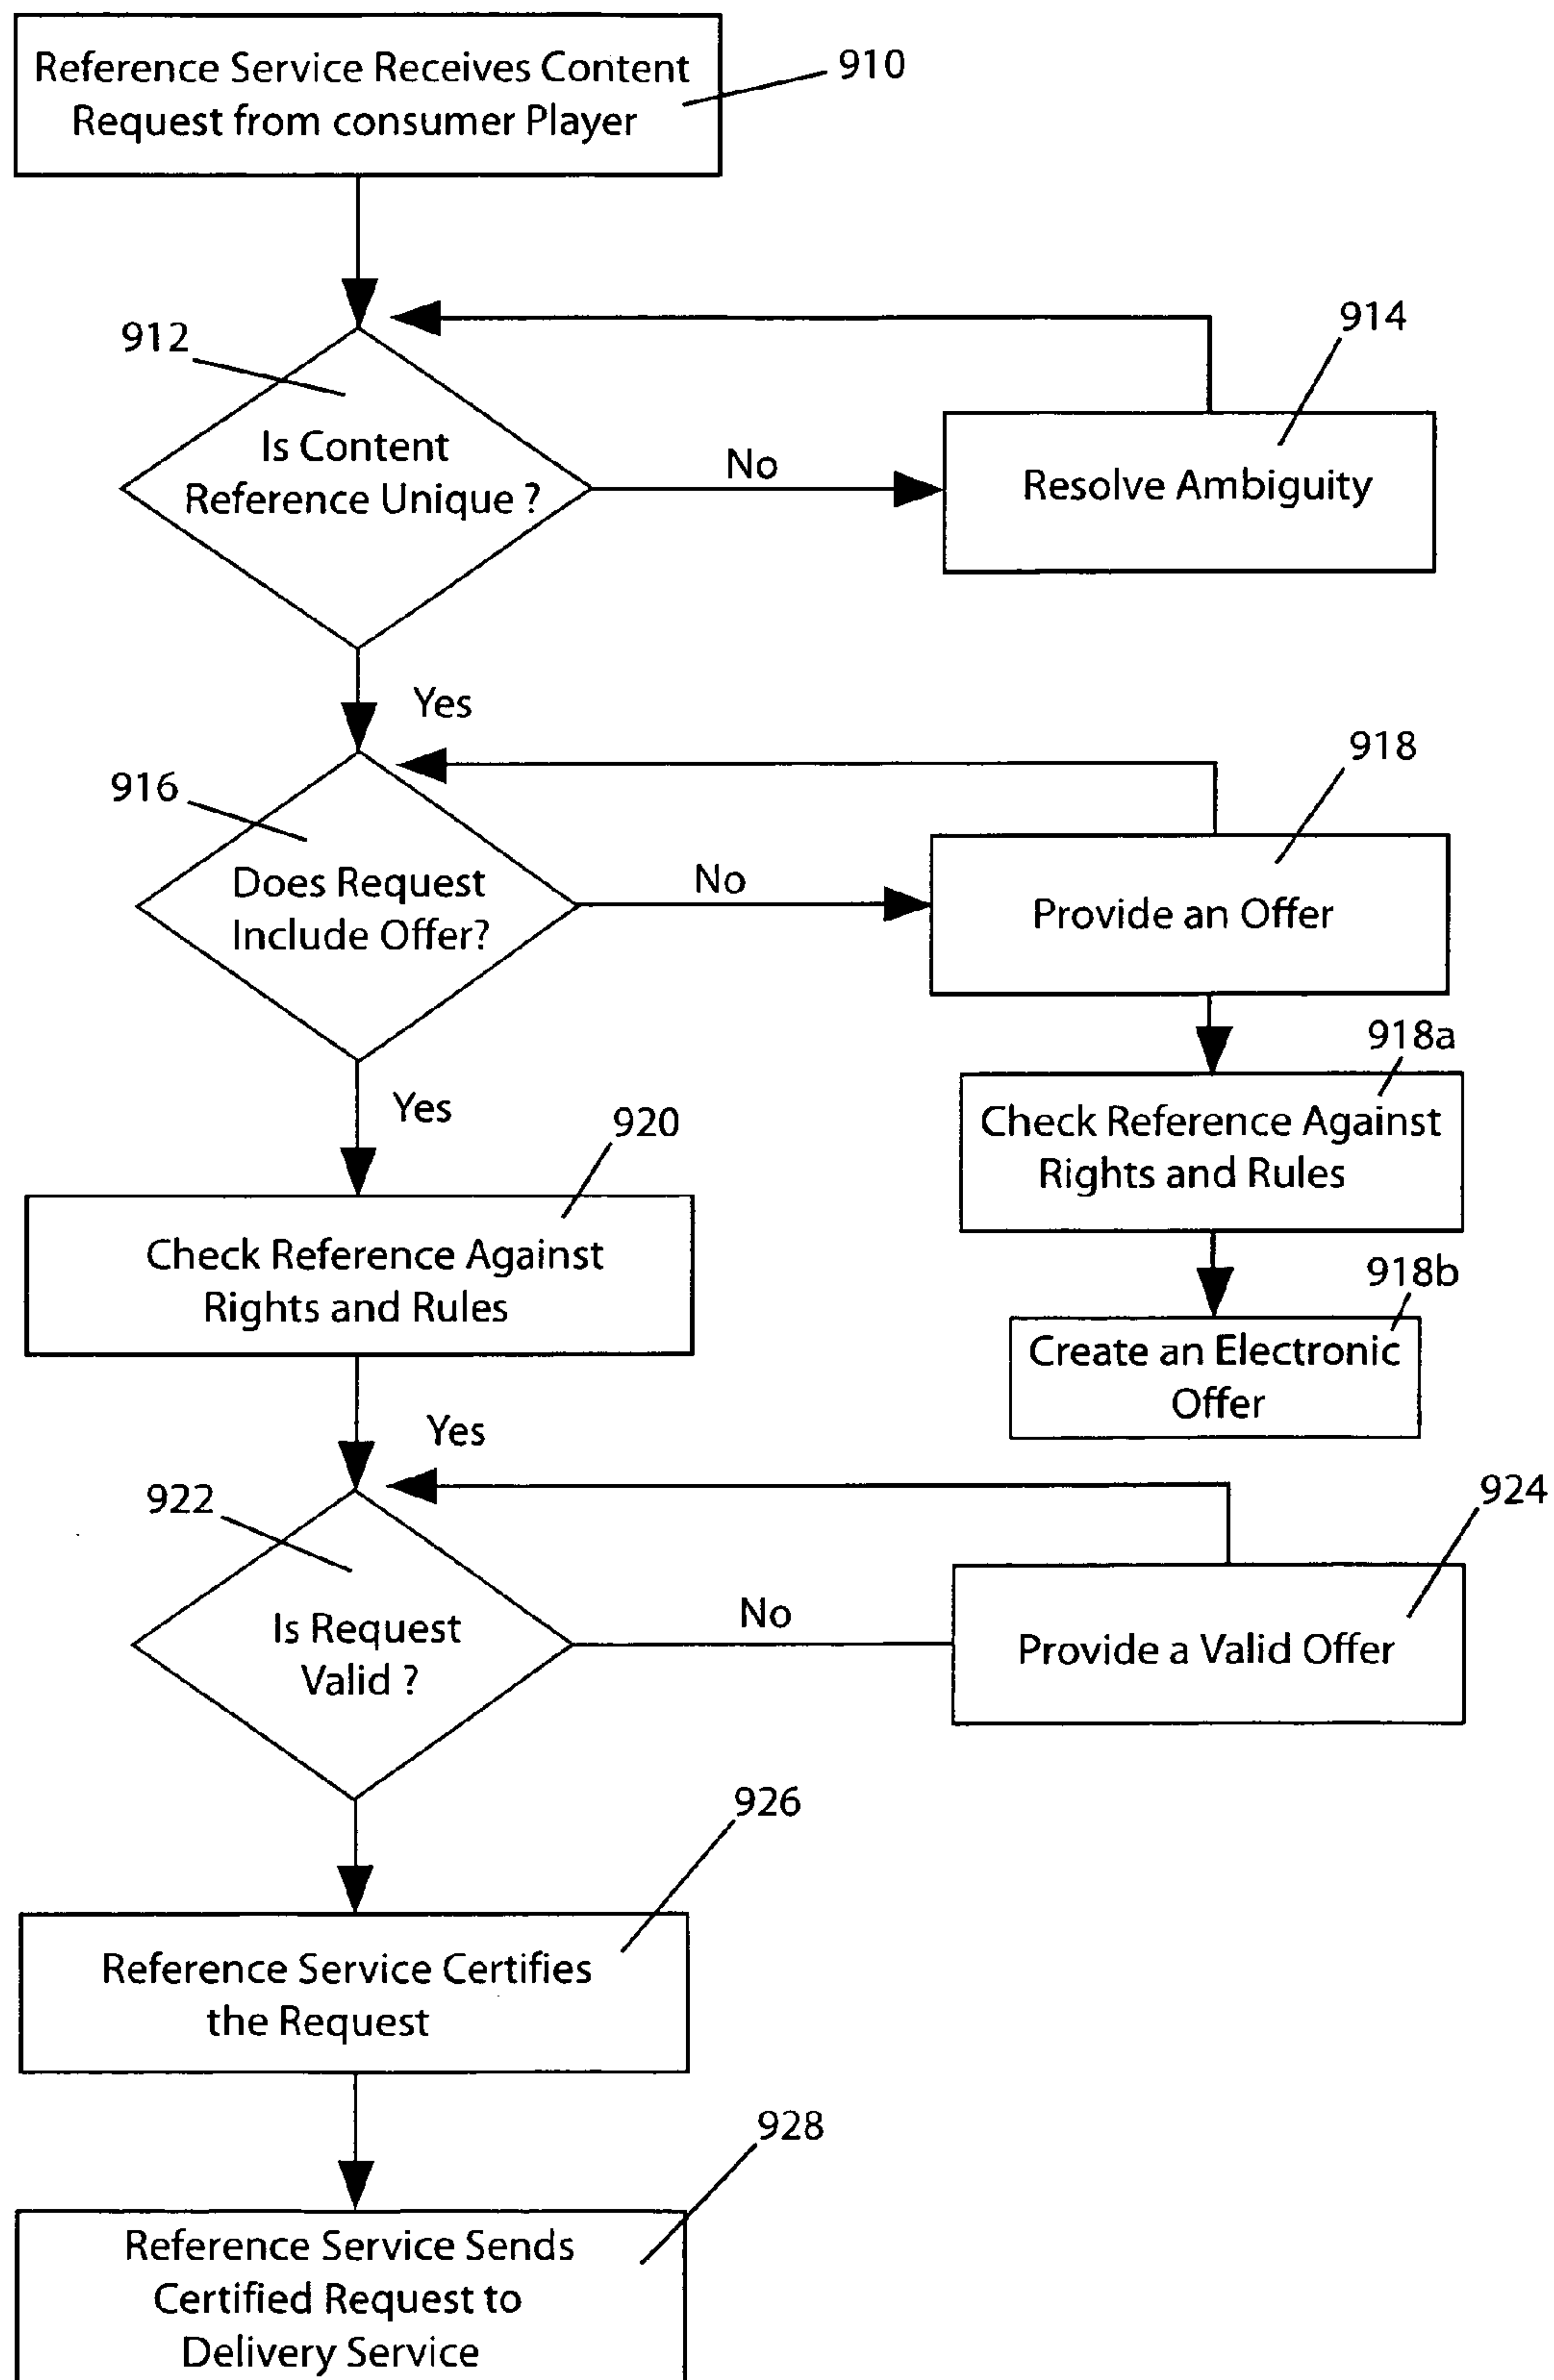 Reference Service Receives Content
Request from consumer Player
910
912
914
Is Content
Reference Unique ?
No
Resolve Ambiguity
Yes
916
918
Does Request
Include Offer?
No
Provide an Offer
918a
Yes
920
Check Reference Against
Rights and Rules
Check Reference Against
Rights and Rules
918b
Create an Electronic
Offer
Yes
922
924
Is Request
Valid ?
No
Provide a Valid Offer
926
Reference Service Certifies
the Request
928
Reference Service Sends
Certified Request to
Delivery Service